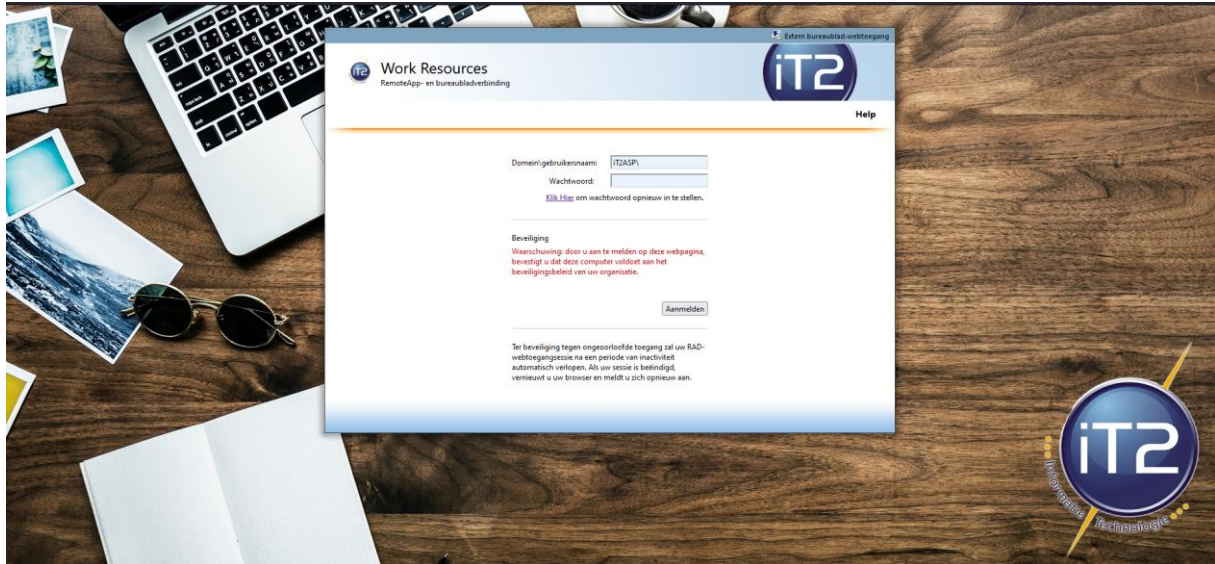 Extern bureaublad-webtoegang
iT2
Work Resources
RemoteApp- en bureaubladverbinding
iT2
Help
Domein\gebruikersnaam: iT2ASP\
Wachtwoord:
Klik Hier om wachtwoord opnieuw in te stellen.
Beveiliging
Waarschuwing: door u aan te melden op deze webpagina,
bevestigt u dat deze computer voldoet aan het
beveiligingsbeleid van uw organisatie.
Aanmelden
Ter beveiliging tegen ongeoorloofde toegang zal uw RAD-
webtoegangsessie na een periode van inactiviteit
automatisch verlopen. Als uw sessie is beëindigd,
vernieuwt u uw browser en meldt u zich opnieuw aan.
iT2
Informatie Technologie